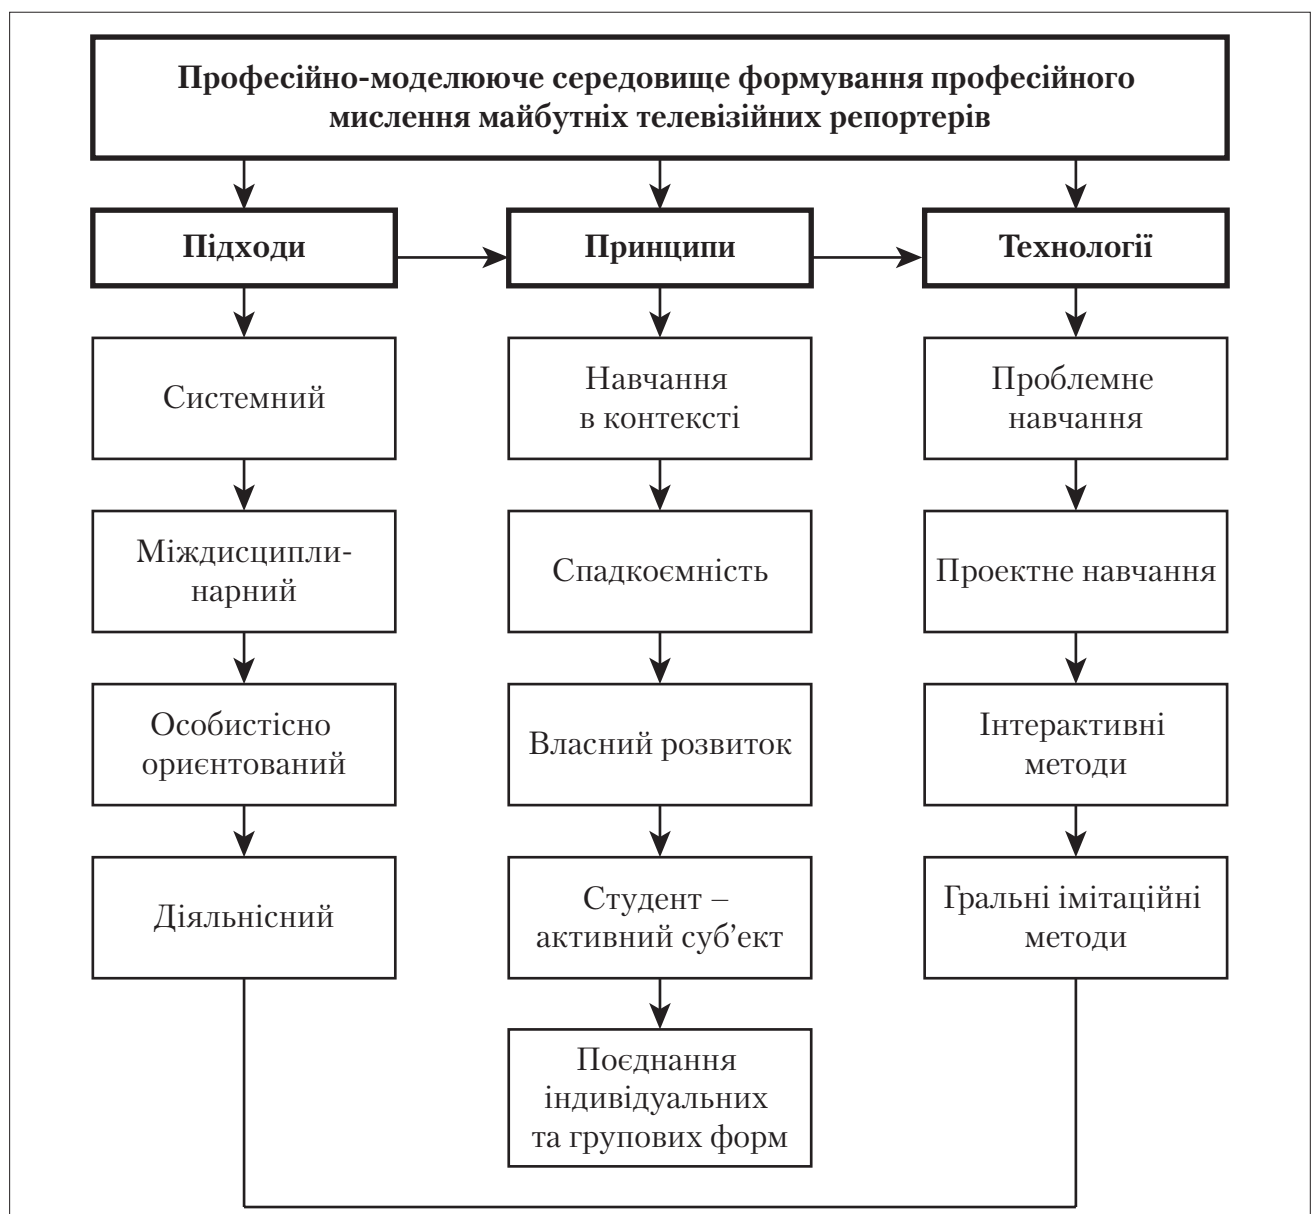 Професійно-моделююче середовище формування професійного
мислення майбутніх телевізійних репортерів
Підходи
Принципи
Технології
Системний
Навчання
в контексті
Проблемне
навчання
Міждисципли-
нарний
Спадкоємність
Проектне навчання
Особистісно
ориєнтований
Власний розвиток
Інтерактивні
методи
Діяльнісний
Студент –
активний суб’ект
Гральні імітаційні
методи
Поєднання
індивідуальних
та групових форм